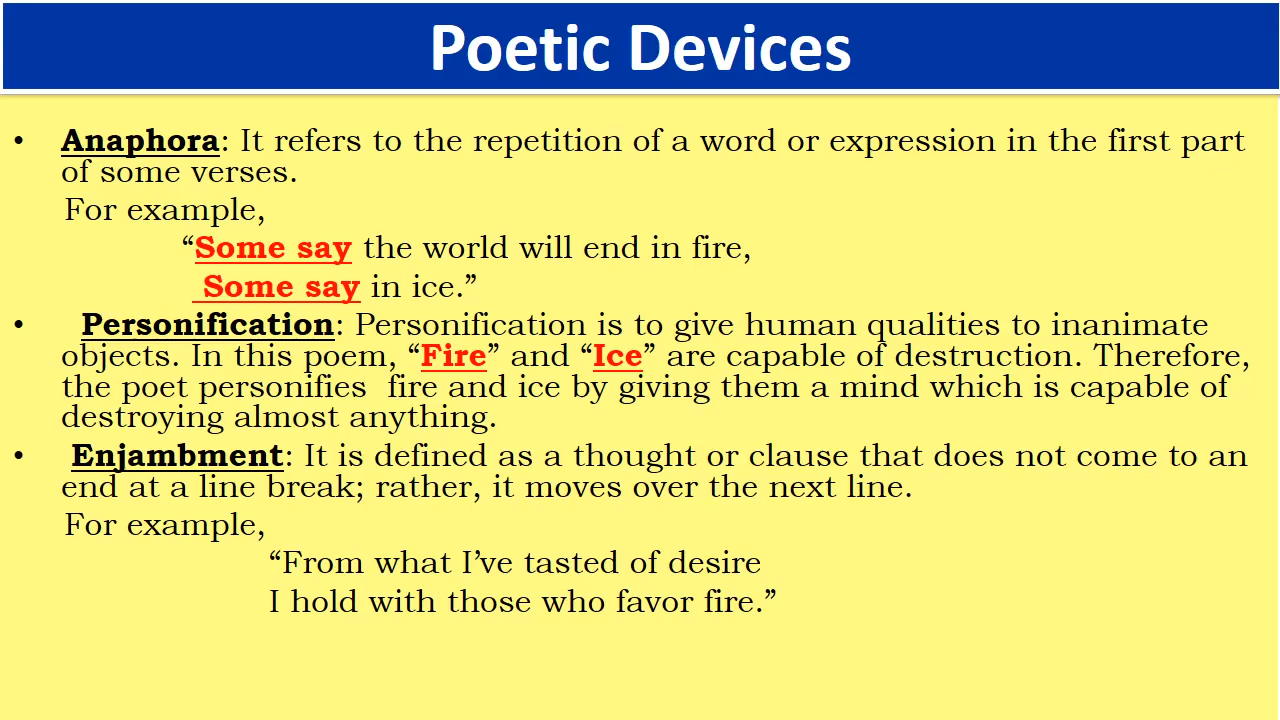 Poetic Devices
• Anaphora: It refers to the repetition of a word or expression in the first part
of some verses.
For example,
“Some say the world will end in fire,
Some say in ice.”
• Personification: Personification is to give human qualities to inanimate
objects. In this poem, “Fire” and “Ice” are capable of destruction. Therefore,
the poet personifies fire and ice by giving them a mind which is capable of
destroying almost anything.
• Enjambment: It is defined as a thought or clause that does not come to an
end at a line break; rather, it moves over the next line.
For example,
“From what I’ve tasted of desire
I hold with those who favor fire.”